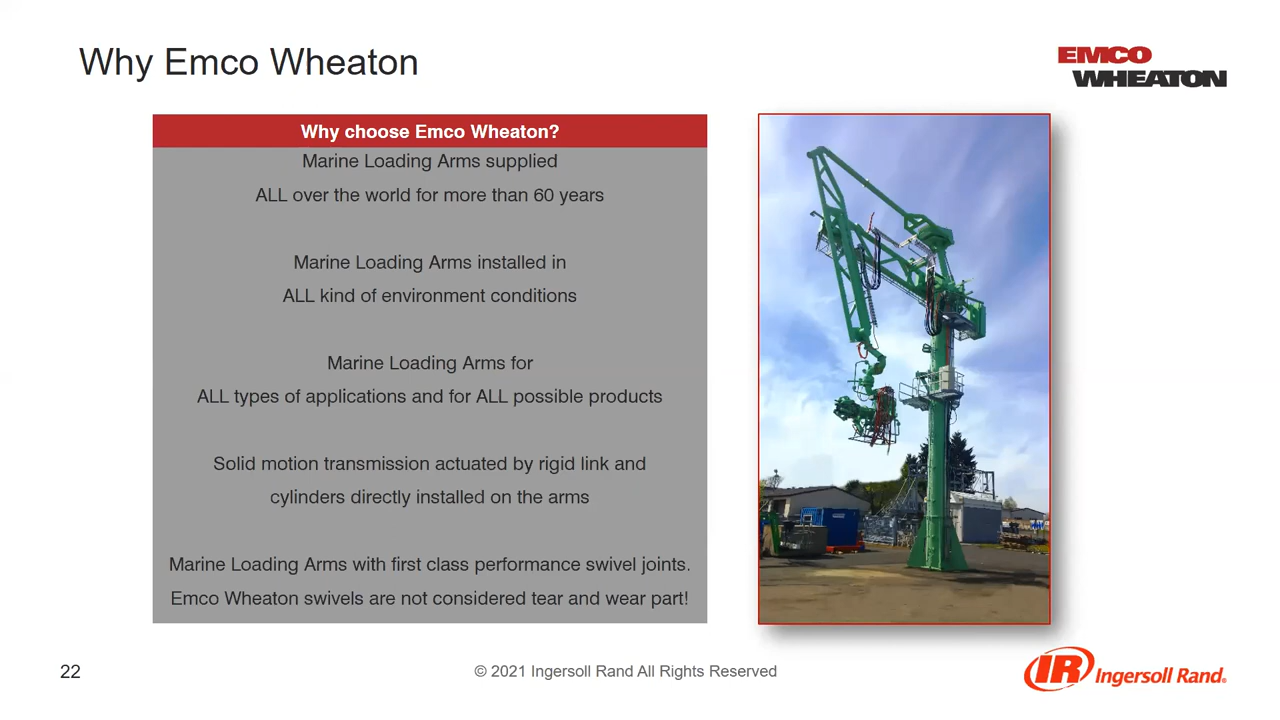 Why Emco Wheaton
EMCO
WHEATON
Why choose Emco Wheaton?
Marine Loading Arms supplied
ALL over the world for more than 60 years
Marine Loading Arms installed in
ALL kind of environment conditions
Marine Loading Arms for
ALL types of applications and for ALL possible products
Solid motion transmission actuated by rigid link and
cylinders directly installed on the arms
Marine Loading Arms with first class performance swivel joints.
Emco Wheaton swivels are not considered tear and wear part!
22
© 2021 Ingersoll Rand All Rights Reserved
IR Ingersoll Rand®